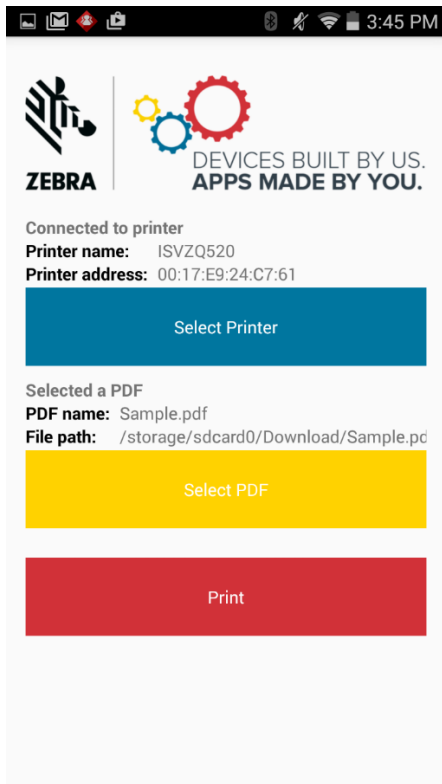 3:45 PM
ZEBRA
DEVICES BUILT BY US.
APPS MADE BY YOU.
Connected to printer
Printer name: ISVZQ520
Printer address: 00:17:E9:24:C7:61
Select Printer
Selected a PDF
PDF name: Sample.pdf
File path: /storage/sdcard0/Download/Sample.pd
Select PDF
Print